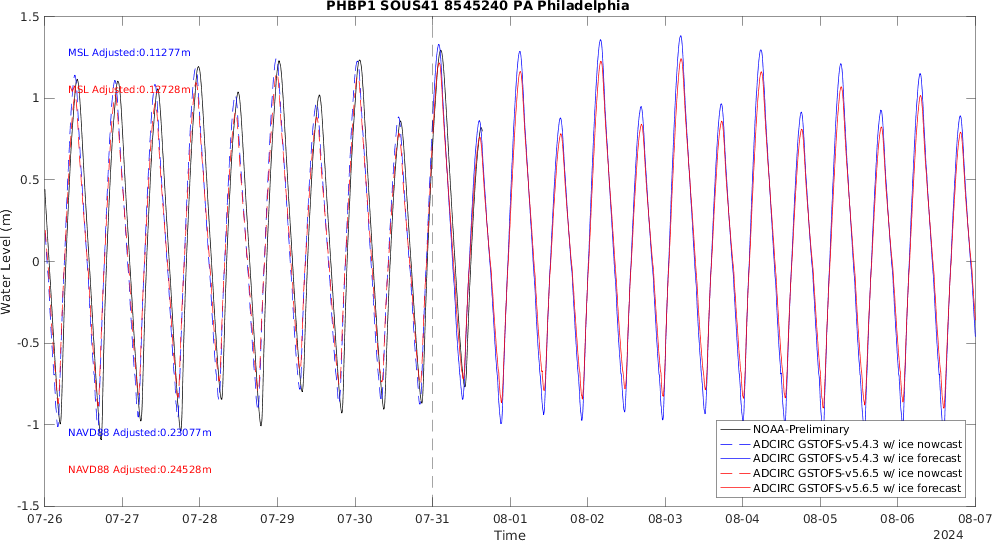 PHBP1 SOUS41 8545240 PA Philadelphia
1.5
1
0.5
0
-0.5
-1
-1.5
Water Level (m)
MSL Adjusted:0.11277m
MSL Adjusted:0.12728m
NAVD88 Adjusted:0.23077m
NAVD88 Adjusted:0.24528m
NOAA-Preliminary
ADCIRC GSTOFS-v5.4.3 w/ ice nowcast
ADCIRC GSTOFS-v5.4.3 w/ ice forecast
ADCIRC GSTOFS-v5.6.5 w/ ice nowcast
ADCIRC GSTOFS-v5.6.5 w/ ice forecast
07-26 07-27 07-28 07-29 07-30 07-31 08-01 08-02 08-03 08-04 08-05 08-06 08-07
Time
2024